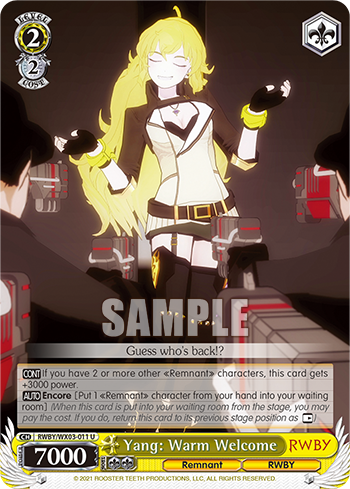 LEVEL
2
2
COST
SAMPLE
Guess who's back!?
CONT If you have 2 or more other «Remnant» characters, this card gets
+3000 power.
AUTO Encore [Put 1 «Remnant» character from your hand into your waiting
room] (When this card is put into your waiting room from the stage, you may
pay the cost. If you do, return this card to its previous stage position as
CH RWBY/WX03-011 U
Yang: Warm Welcome RWBY
POWER 7000
Remnant RWBY
© 2021 ROOSTER TEETH PRODUCTIONS, LLC, ALL RIGHTS RESERVED.